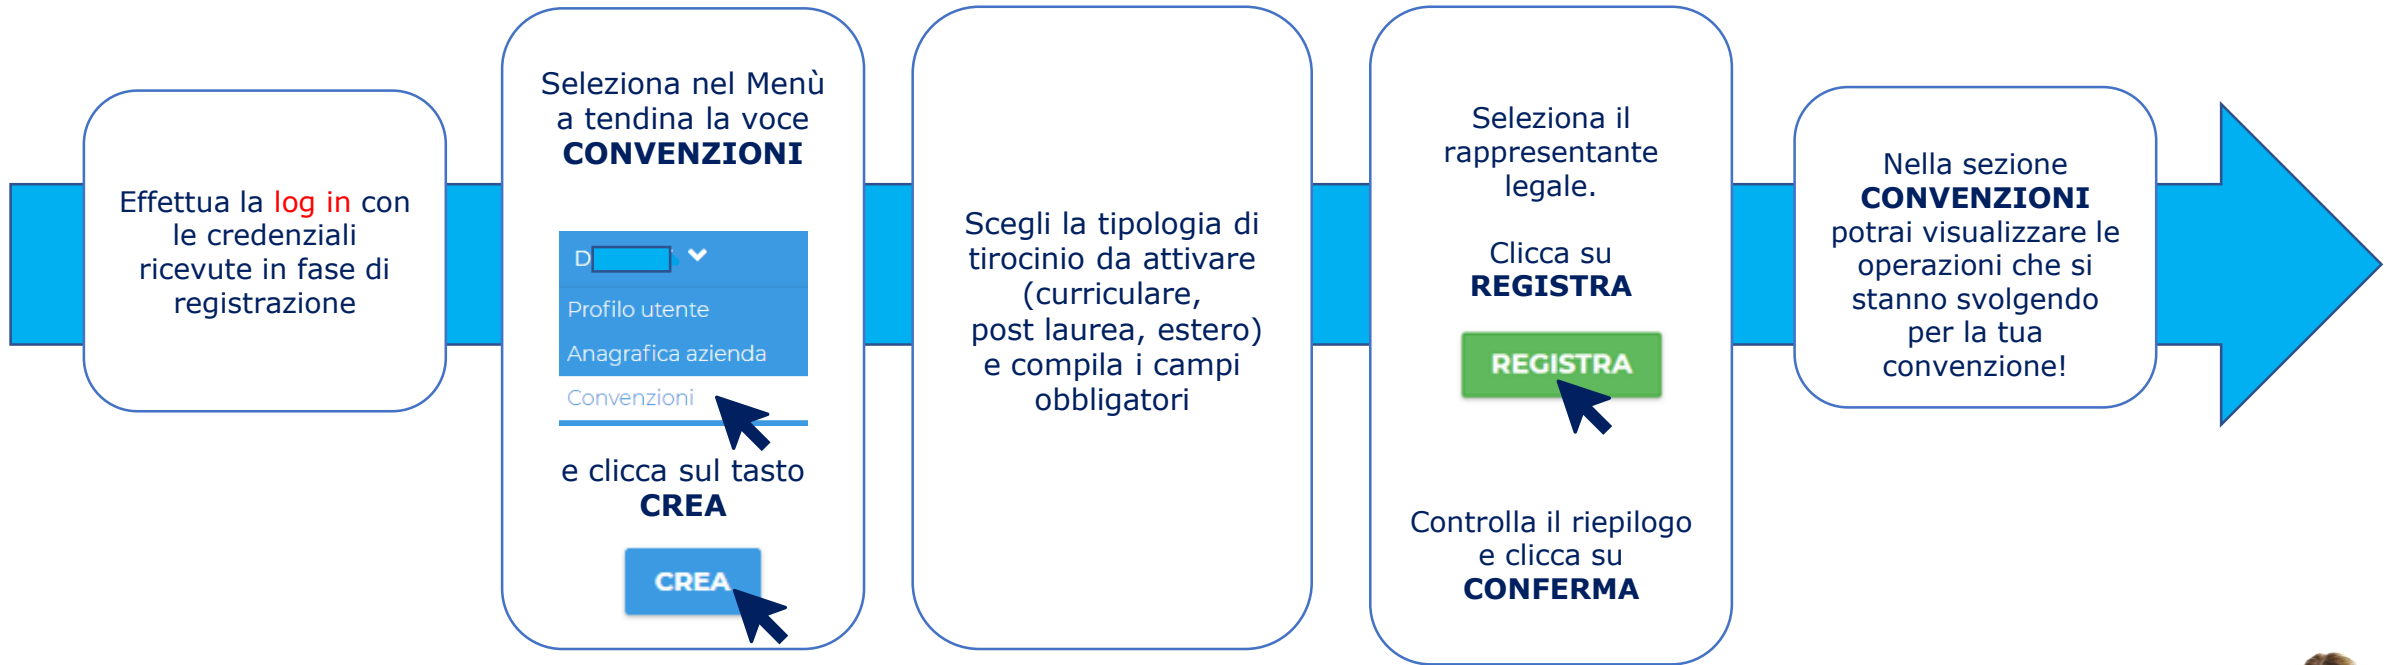 Effettua la log in con
le credenziali
ricevute in fase di
registrazione
Seleziona nel Menù
a tendina la voce
CONVENZIONI
D
Profilo utente
Anagrafica azienda
Convenzioni
e clicca sul tasto
CREA
CREA
Scegli la tipologia di
tirocinio da attivare
(curriculare,
post laurea, estero)
e compila i campi
obbligatori
Seleziona il
rappresentante
legale.
Clicca su
REGISTRA
REGISTRA
Controlla il riepilogo
e clicca su
CONFERMA
Nella sezione
CONVENZIONI
potrai visualizzare le
operazioni che si
stanno svolgendo
per la tua
convenzione!